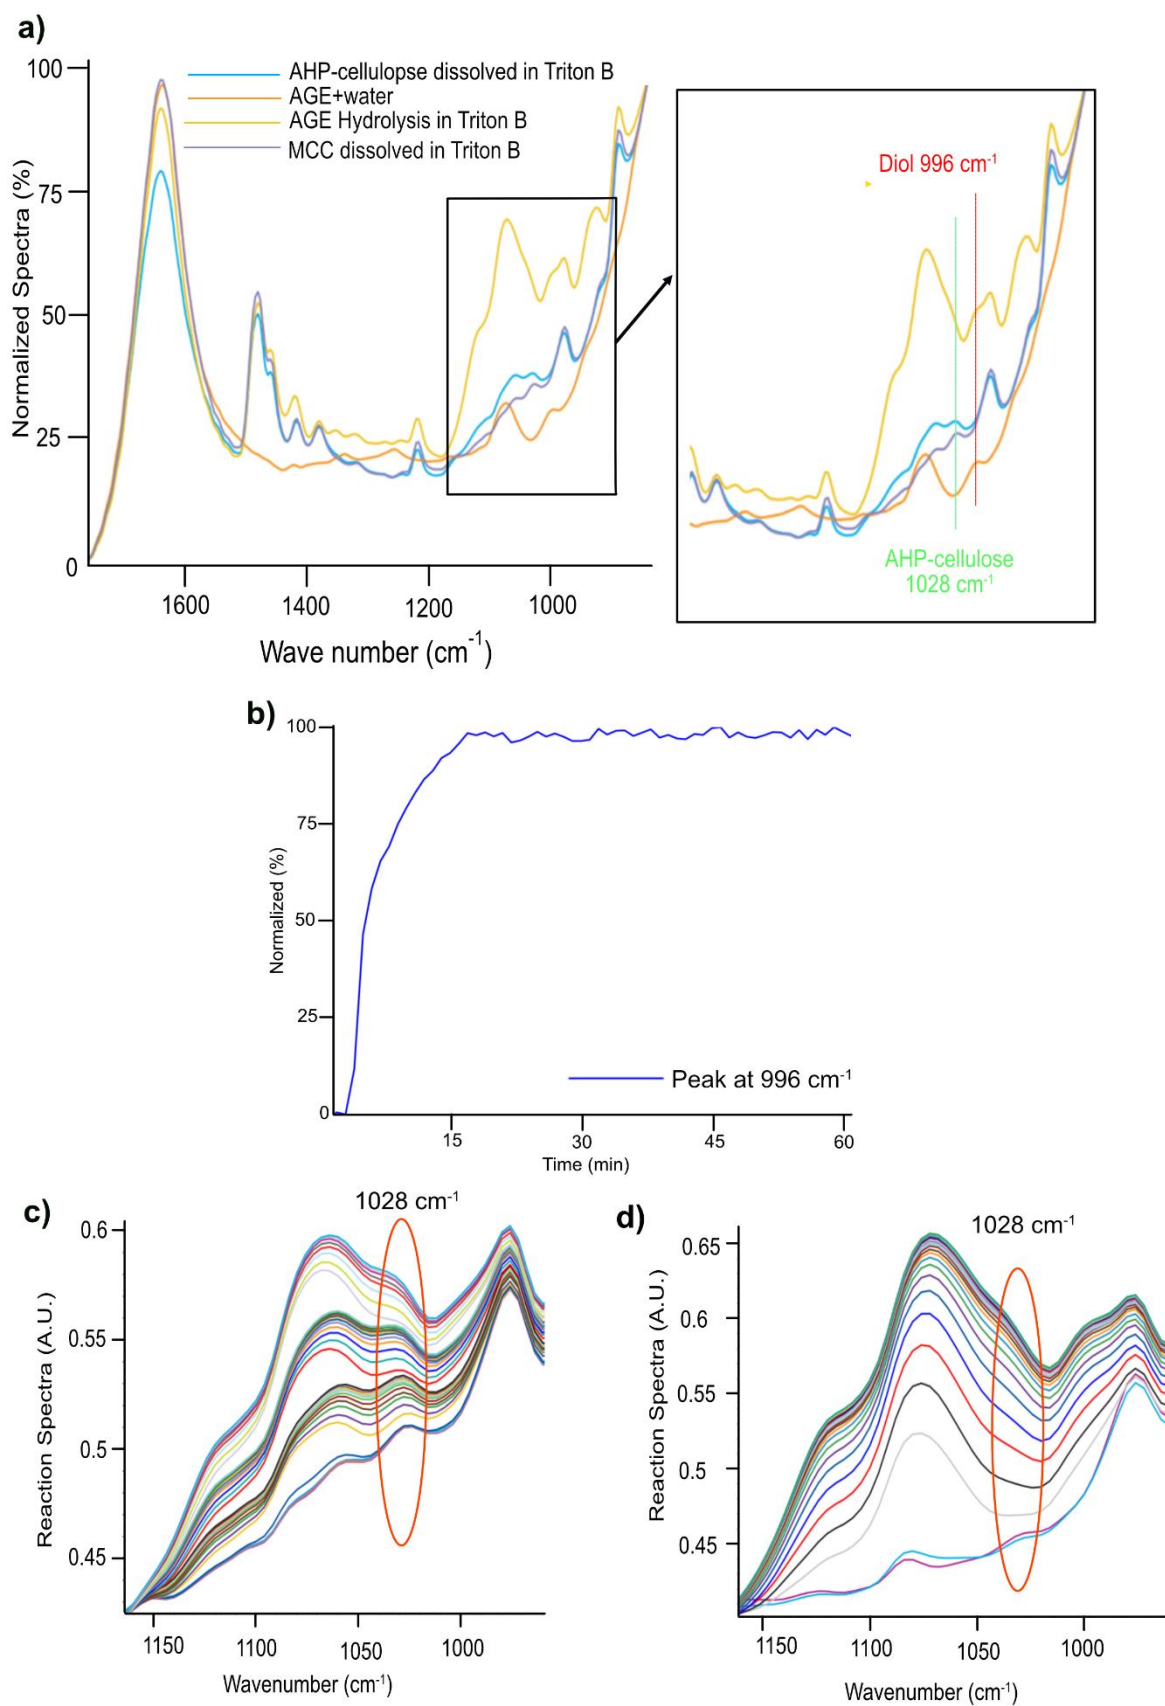 a)
100
75
50
25
0
Normalized Spectra (%)
AHP-cellulopse dissolved in Triton B
AGE+water
AGE Hydrolysis in Triton B
MCC dissolved in Triton B
1600
1400
1200
1000
Wave number (cm⁻¹)
Diol 996 cm⁻¹
AHP-cellulose
1028 cm⁻¹
b)
100
75
50
25
0
Normalized (%)
Peak at 996 cm⁻¹
15
30
45
60
Time (min)
c)
1028 cm⁻¹
0.6
0.55
0.5
0.45
Reaction Spectra (A.U.)
1150
1100
1050
1000
Wavenumber (cm⁻¹)
d)
1028 cm⁻¹
0.65
0.6
0.55
0.5
0.45
Reaction Spectra (A.U.)
1150
1100
1050
1000
Wavenumber (cm⁻¹)